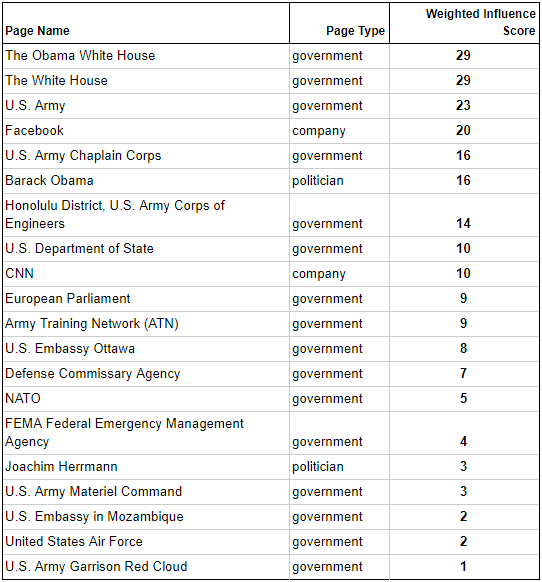 Page Name Page Type Weighted Influence
Score
The Obama White House government 29
The White House government 29
U.S. Army government 23
Facebook company 20
U.S. Army Chaplain Corps government 16
Barack Obama politician 16
Honolulu District, U.S. Army Corps of
Engineers government 14
U.S. Department of State government 10
CNN company 10
European Parliament government 9
Army Training Network (ATN) government 9
U.S. Embassy Ottawa government 8
Defense Commissary Agency government 7
NATO government 5
FEMA Federal Emergency Management
Agency government 4
Joachim Herrmann politician 3
U.S. Army Materiel Command government 3
U.S. Embassy in Mozambique government 2
United States Air Force government 2
U.S. Army Garrison Red Cloud government 1